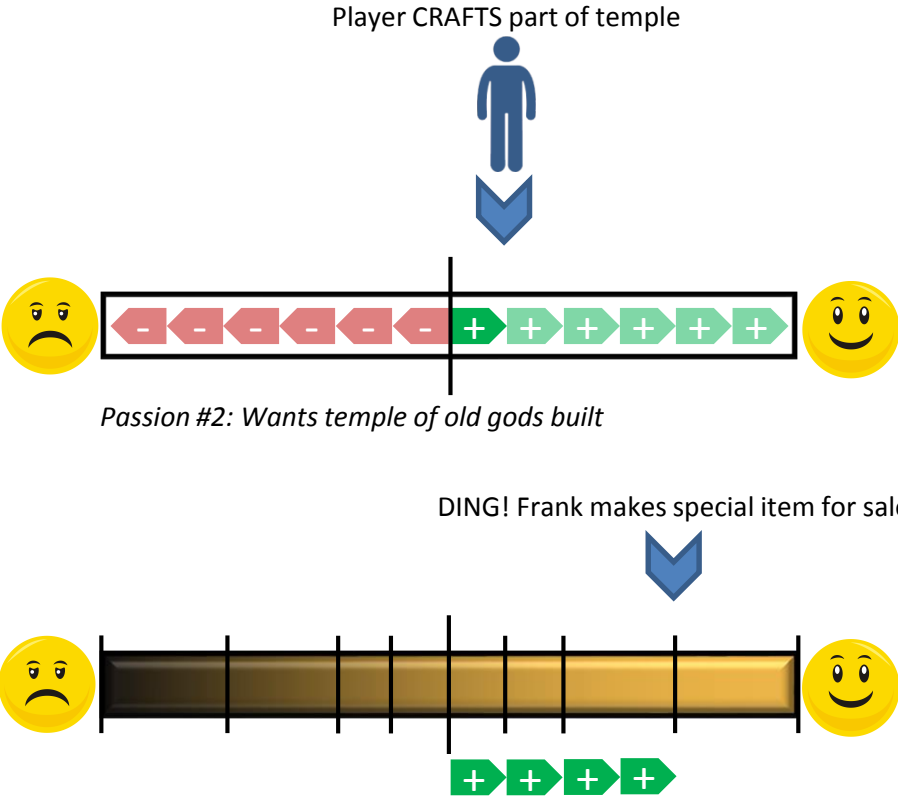 Player CRAFTS part of temple
- - - - - - + + + + + +
Passion #2: Wants temple of old gods built
DING! Frank makes special item for sale
+ + + +